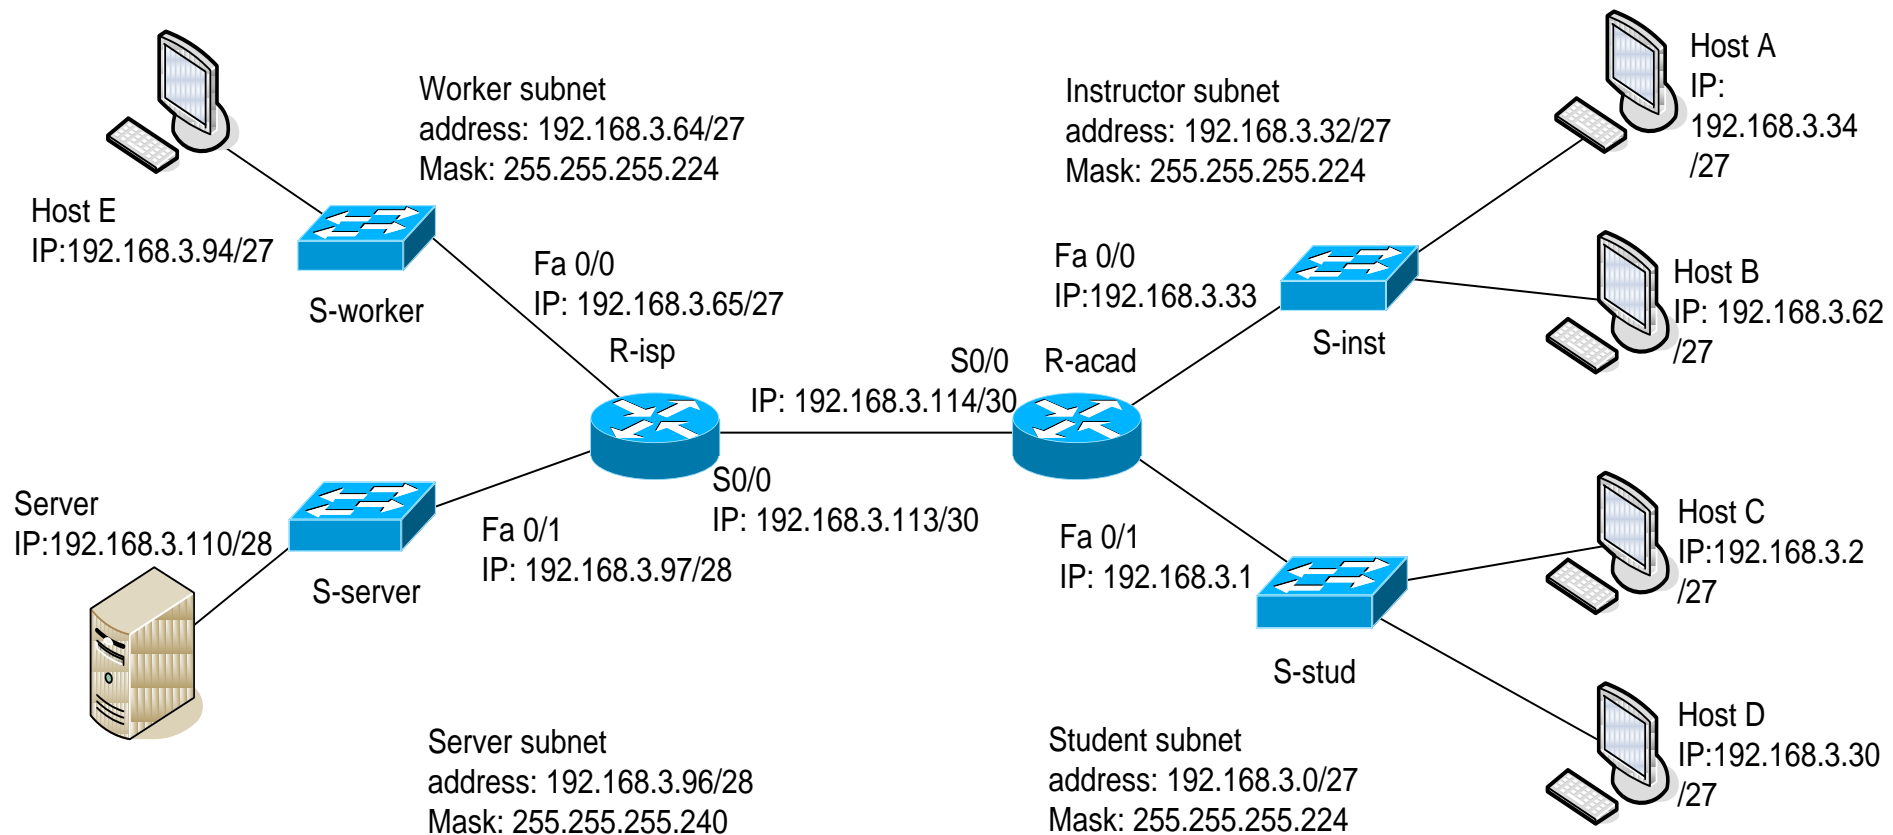 Host A
IP:
192.168.3.34
/27
Worker subnet
address: 192.168.3.64/27
Mask: 255.255.255.224
Instructor subnet
address: 192.168.3.32/27
Mask: 255.255.255.224
Host E
IP:192.168.3.94/27
S-worker
Fa 0/0
IP: 192.168.3.65/27
R-isp
Fa 0/0
IP:192.168.3.33
S-inst
Host B
IP: 192.168.3.62
/27
S0/0
IP: 192.168.3.114/30
R-acad
Server
IP:192.168.3.110/28
S-server
Fa 0/1
IP: 192.168.3.97/28
S0/0
IP: 192.168.3.113/30
Fa 0/1
IP: 192.168.3.1
S-stud
Host C
IP:192.168.3.2
/27
Host D
IP:192.168.3.30
/27
Server subnet
address: 192.168.3.96/28
Mask: 255.255.255.240
Student subnet
address: 192.168.3.0/27
Mask: 255.255.255.224